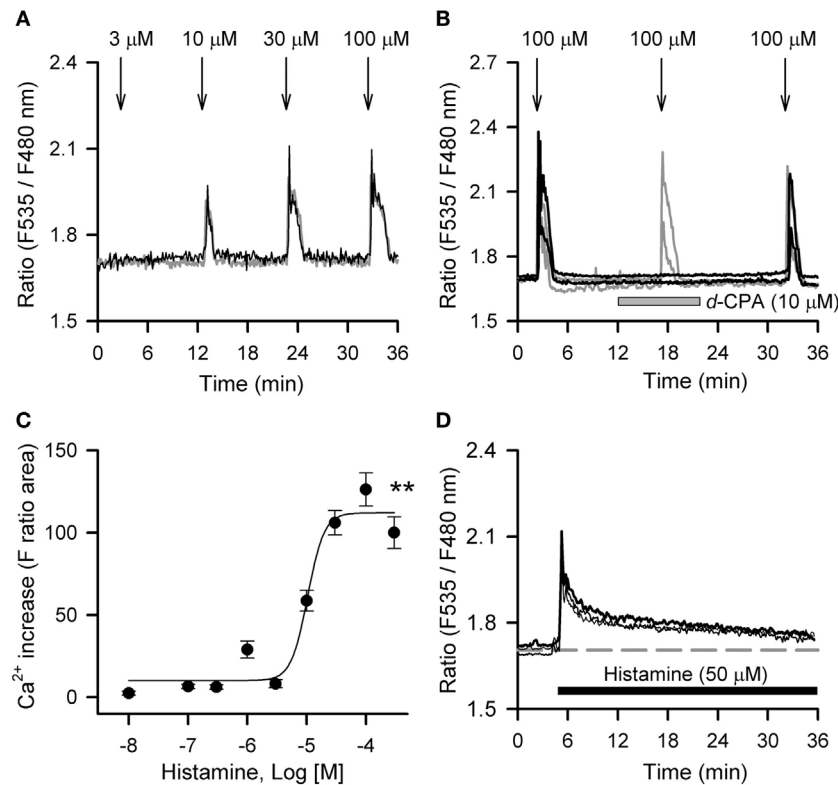 A
3 μM 10 μM 30 μM 100 μM
2.4
2.1
1.8
1.5
Ratio (F535 / F480 nm)
0 6 12 18 24 30 36
Time (min)
B
100 μM 100 μM 100 μM
2.7
2.4
2.1
1.8
1.5
Ratio (F535 / F480 nm)
d-CPA (10 μM)
0 6 12 18 24 30 36
Time (min)
C
150
100
50
0
Ca²⁺ increase (F ratio area)
**
-8 -7 -6 -5 -4
Histamine, Log [M]
D
2.4
2.1
1.8
1.5
Ratio (F535 / F480 nm)
Histamine (50 μM)
0 6 12 18 24 30 36
Time (min)